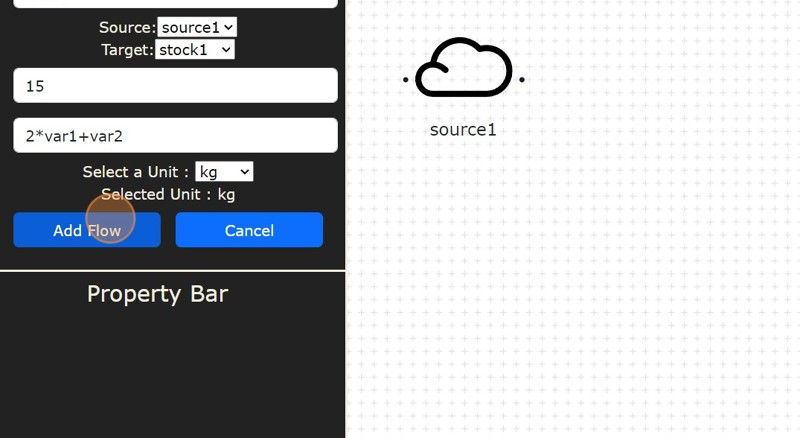 Source: source1
Target: stock1
15
2*var1+var2
Select a Unit : kg
Selected Unit : kg
Add Flow Cancel
Property Bar
source1